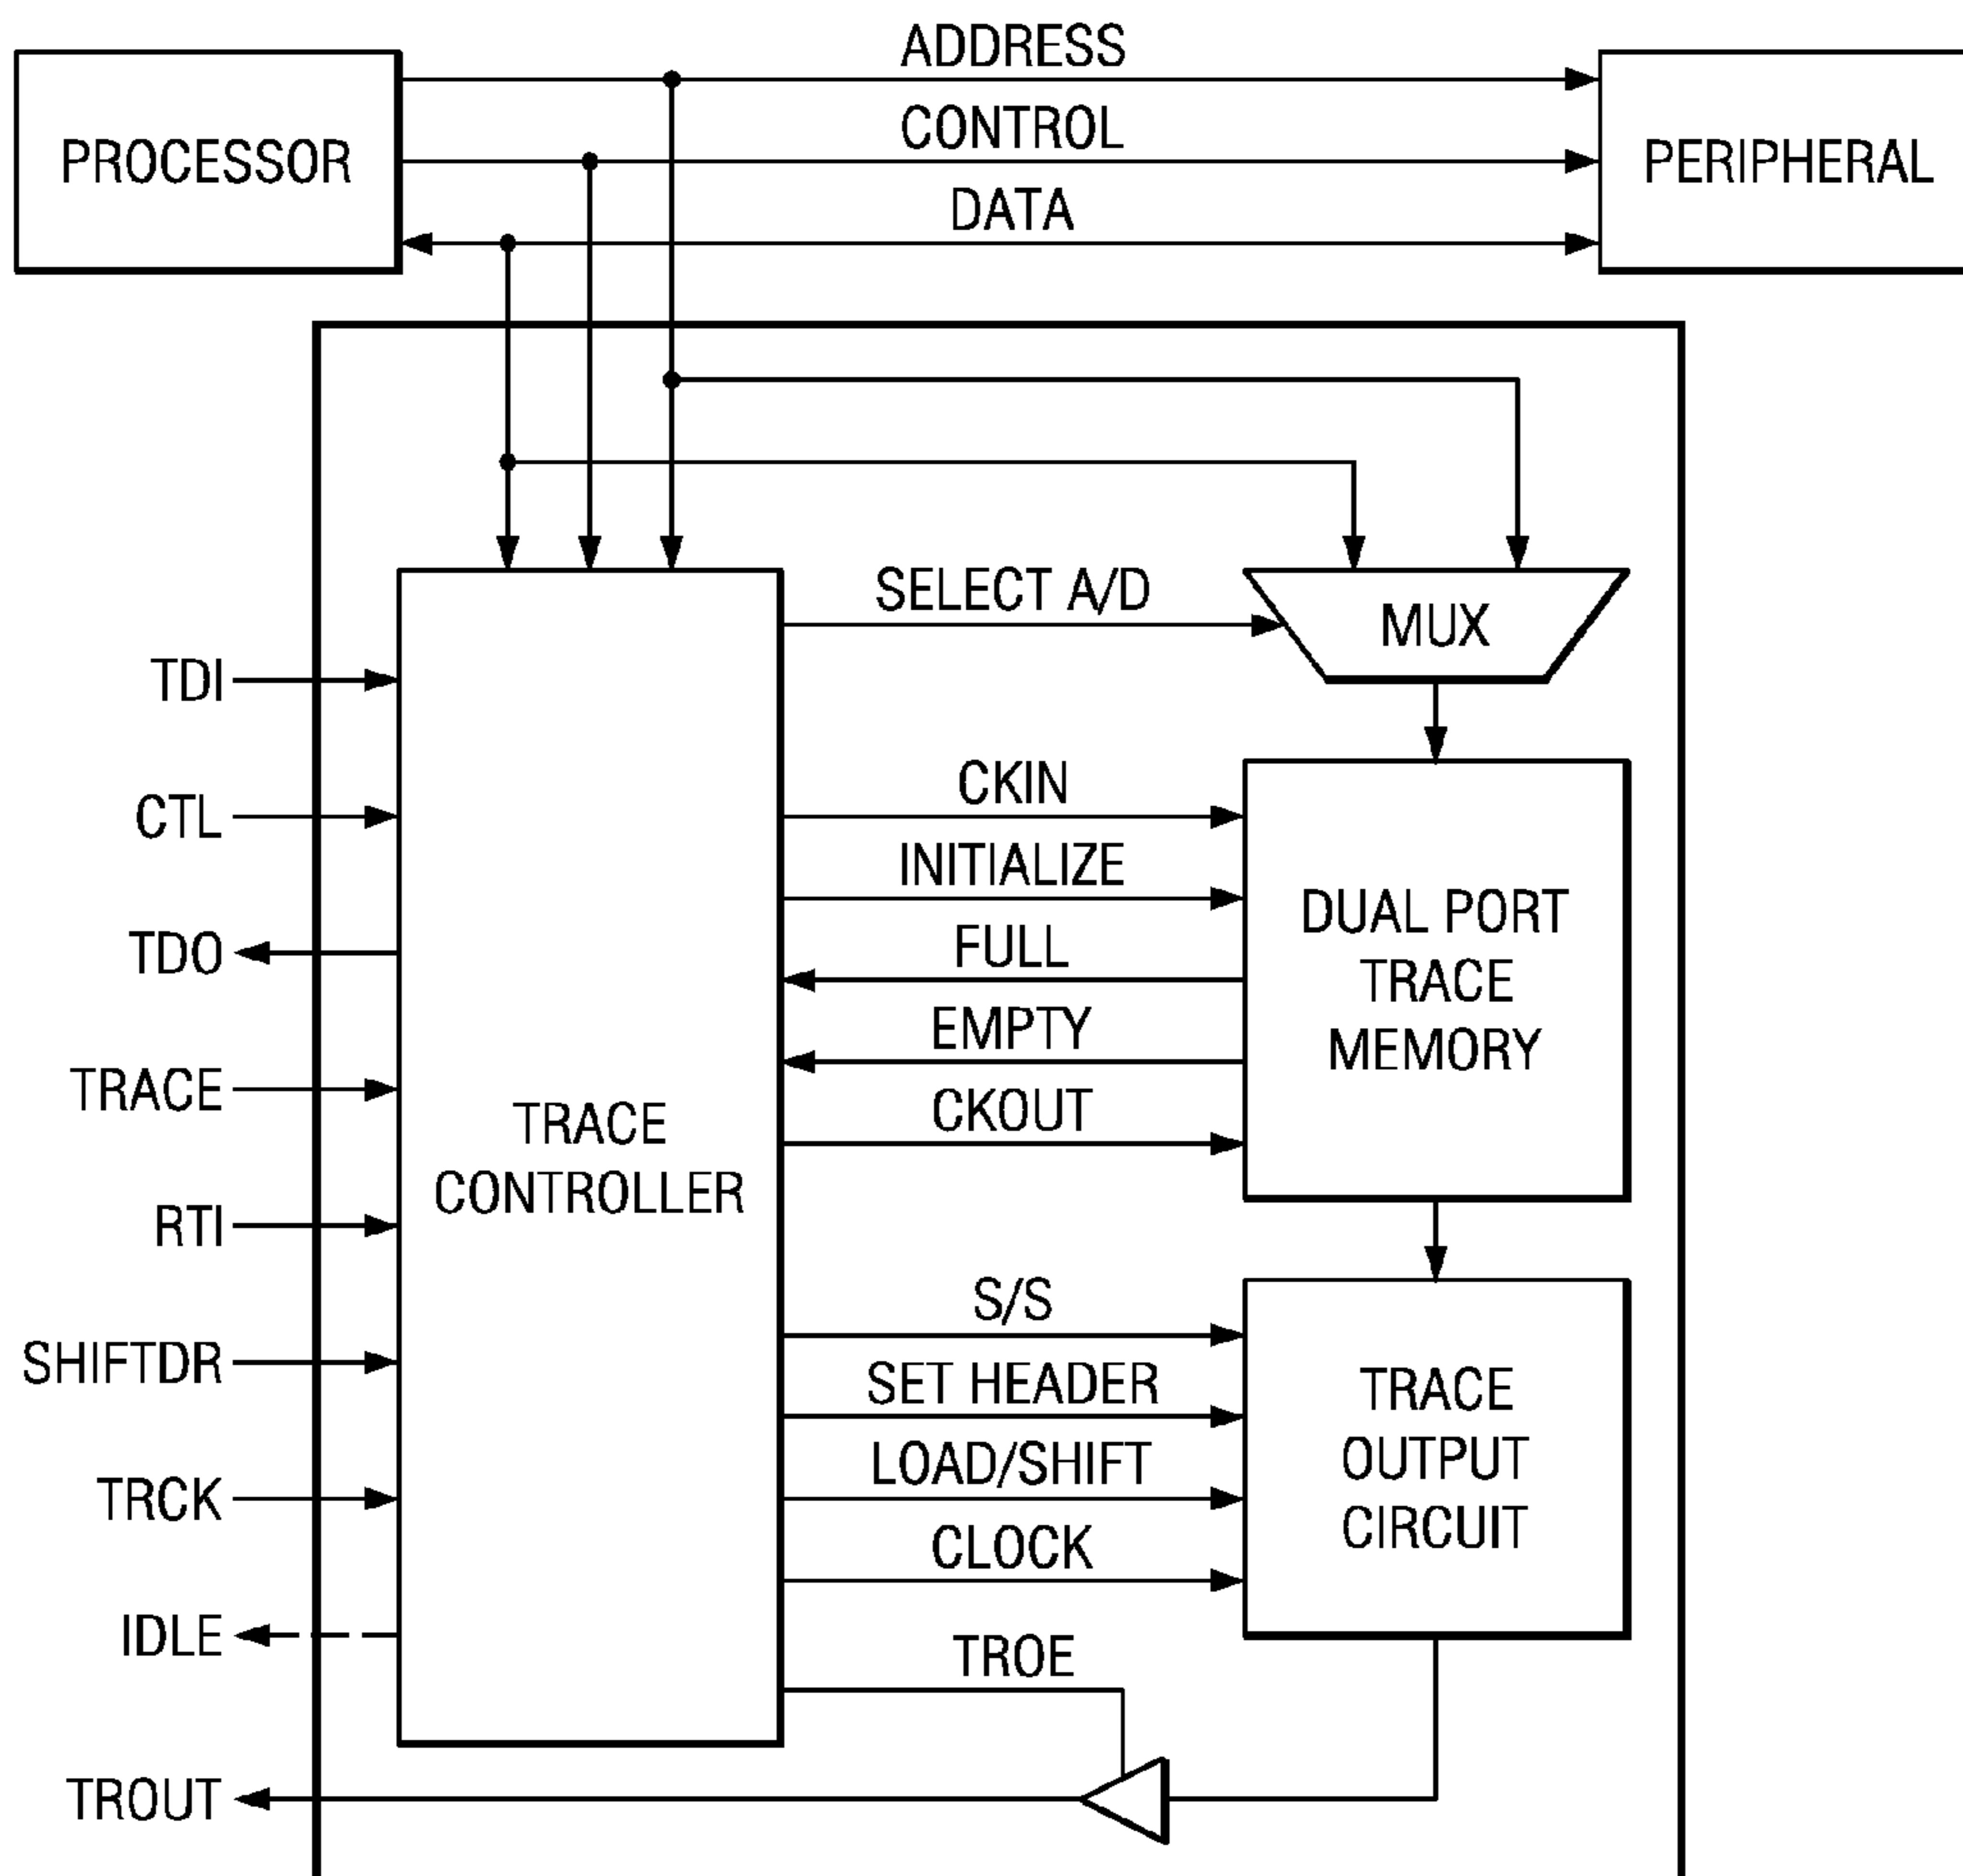 ADDRESS
PROCESSOR
CONTROL
PERIPHERAL
DATA
SELECT A/D
MUX
TDI
CTL
TDO
TRACE
RTI
SHIFTDR
TRCK
IDLE
TROUT
TRACE
CONTROLLER
CKIN
INITIALIZE
FULL
EMPTY
CKOUT
DUAL PORT
TRACE
MEMORY
S/S
SET HEADER
LOAD/SHIFT
CLOCK
TROE
TRACE
OUTPUT
CIRCUIT